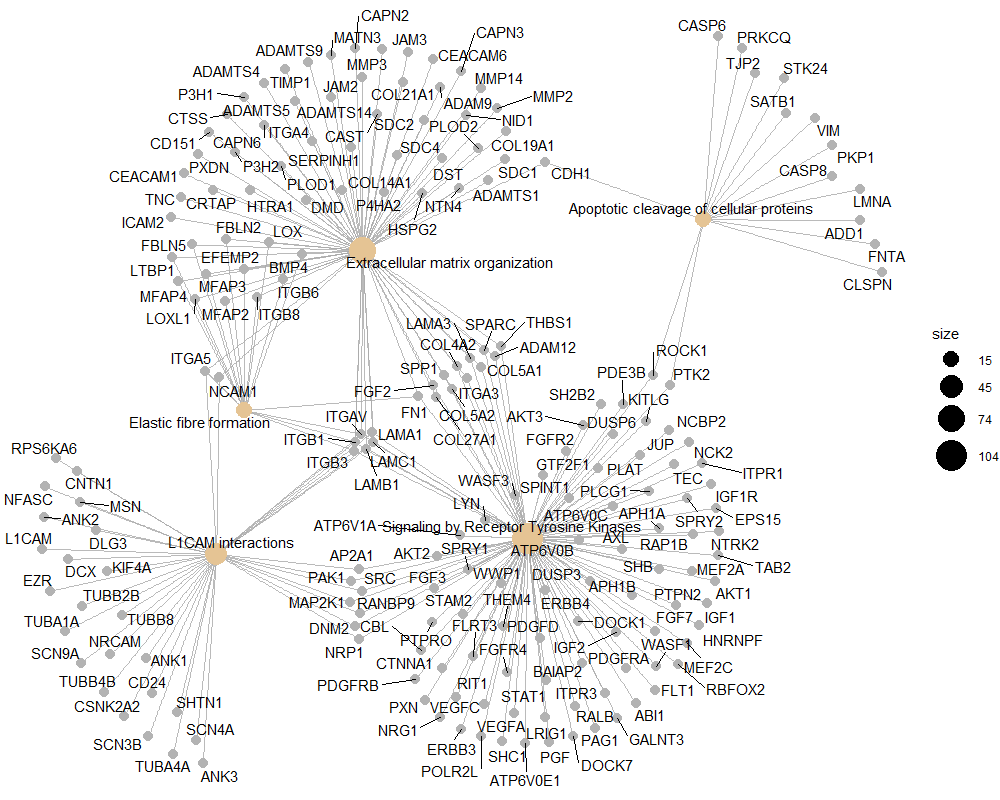 CAPN2
CASP6
MATN3
JAM3
CAPN3
PRKCQ
ADAMTS9
CEACAM6
MMP3
TJP2
STK24
ADAMTS4
TIMP1
JAM2
MMP14
P3H1
COL21A1
ADAM9
MMP2
SATB1
CTSS
ADAMTS5
ADAMTS14
SDC2
PLOD2
NID1
VIM
ITGA4
CAST
CD151
CAPN6
SDC4
COL19A1
PKP1
PXDN
P3H2
SERPINH1
DST
CASP8
CEACAM1
PLOD1
COL14A1
SDC1
CDH1
TNC
CRTAP
HTRA1
DMD
P4HA2
NTN4
ADAMTS1
LMNA
ICAM2
Apoptotic cleavage of cellular proteins
FBLN2
LOX
HSPG2
ADD1
FBLN5
EFEMP2
FNTA
LTBP1
BMP4
Extracellular matrix organization
MFAP4
MFAP3
ITGB6
CLSPN
LOXL1
MFAP2
ITGB8
LAMA3
SPARC
THBS1
size
COL4A2
ADAM12
ITGA5
SPP1
COL5A1
ROCK1
15
PDE3B
PTK2
NCAM1
FGF2
ITGA3
SH2B2
KITLG
45
Elastic fibre formation
FN1
COL5A2
AKT3
DUSP6
NCBP2
74
ITGAV
LAMA1
COL27A1
FGFR2
JUP
ITGB1
NCK2
104
RPS6KA6
ITGB3
LAMC1
GTF2F1
PLAT
ITPR1
CNTN1
LAMB1
WASF3
SPINT1
PLCG1
TEC
NFASC
MSN
LYN
IGF1R
ANK2
ATP6V1A
Signaling by Receptor Tyrosine Kinases
ATP6V0C
APH1A
SPRY2
EPS15
L1CAM
DLG3
L1CAM interactions
AP2A1
AKT2
SPRY1
ATP6V0B
AXL
RAP1B
NTRK2
DCX
KIF4A
PAK1
SRC
FGF3
WWP1
DUSP3
SHB
MEF2A
TAB2
EZR
TUBB2B
MAP2K1
RANBP9
STAM2
THEM4
ERBB4
APH1B
PTPN2
AKT1
TUBA1A
TUBB8
DNM2
CBL
FLRT3
PDGFD
DOCK1
FGF7
IGF1
NRCAM
NRP1
PTPRO
IGF2
WASF1
HNRNPF
SCN9A
ANK1
CTNNA1
FGFR4
PDGFRA
MEF2C
TUBB4B
CD24
PDGFRB
RIT1
BAIAP2
FLT1
RBFOX2
CSNK2A2
SHTN1
PXN
VEGFC
STAT1
ITPR3
RALB
ABI1
SCN3B
SCN4A
NRG1
VEGFA
LRIG1
PAG1
GALNT3
ERBB3
SHC1
PGF
TUBA4A
ANK3
POLR2L
ATP6V0E1
DOCK7